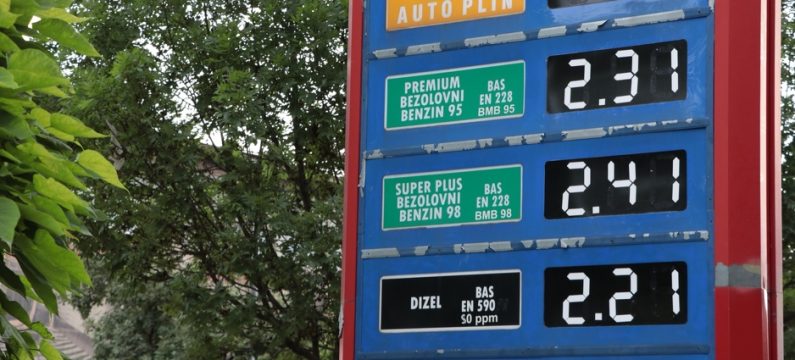 AUTO PLIN
PREMIUM BAS 2.31
BEZOLOVNI EN 228
BENZIN 95 BMB 95
SUPER PLUS BAS 2.41
BEZOLOVNI EN 228
BENZIN 98 BMB 98
DIZEL BAS 2.21
EN 590
50 ppm